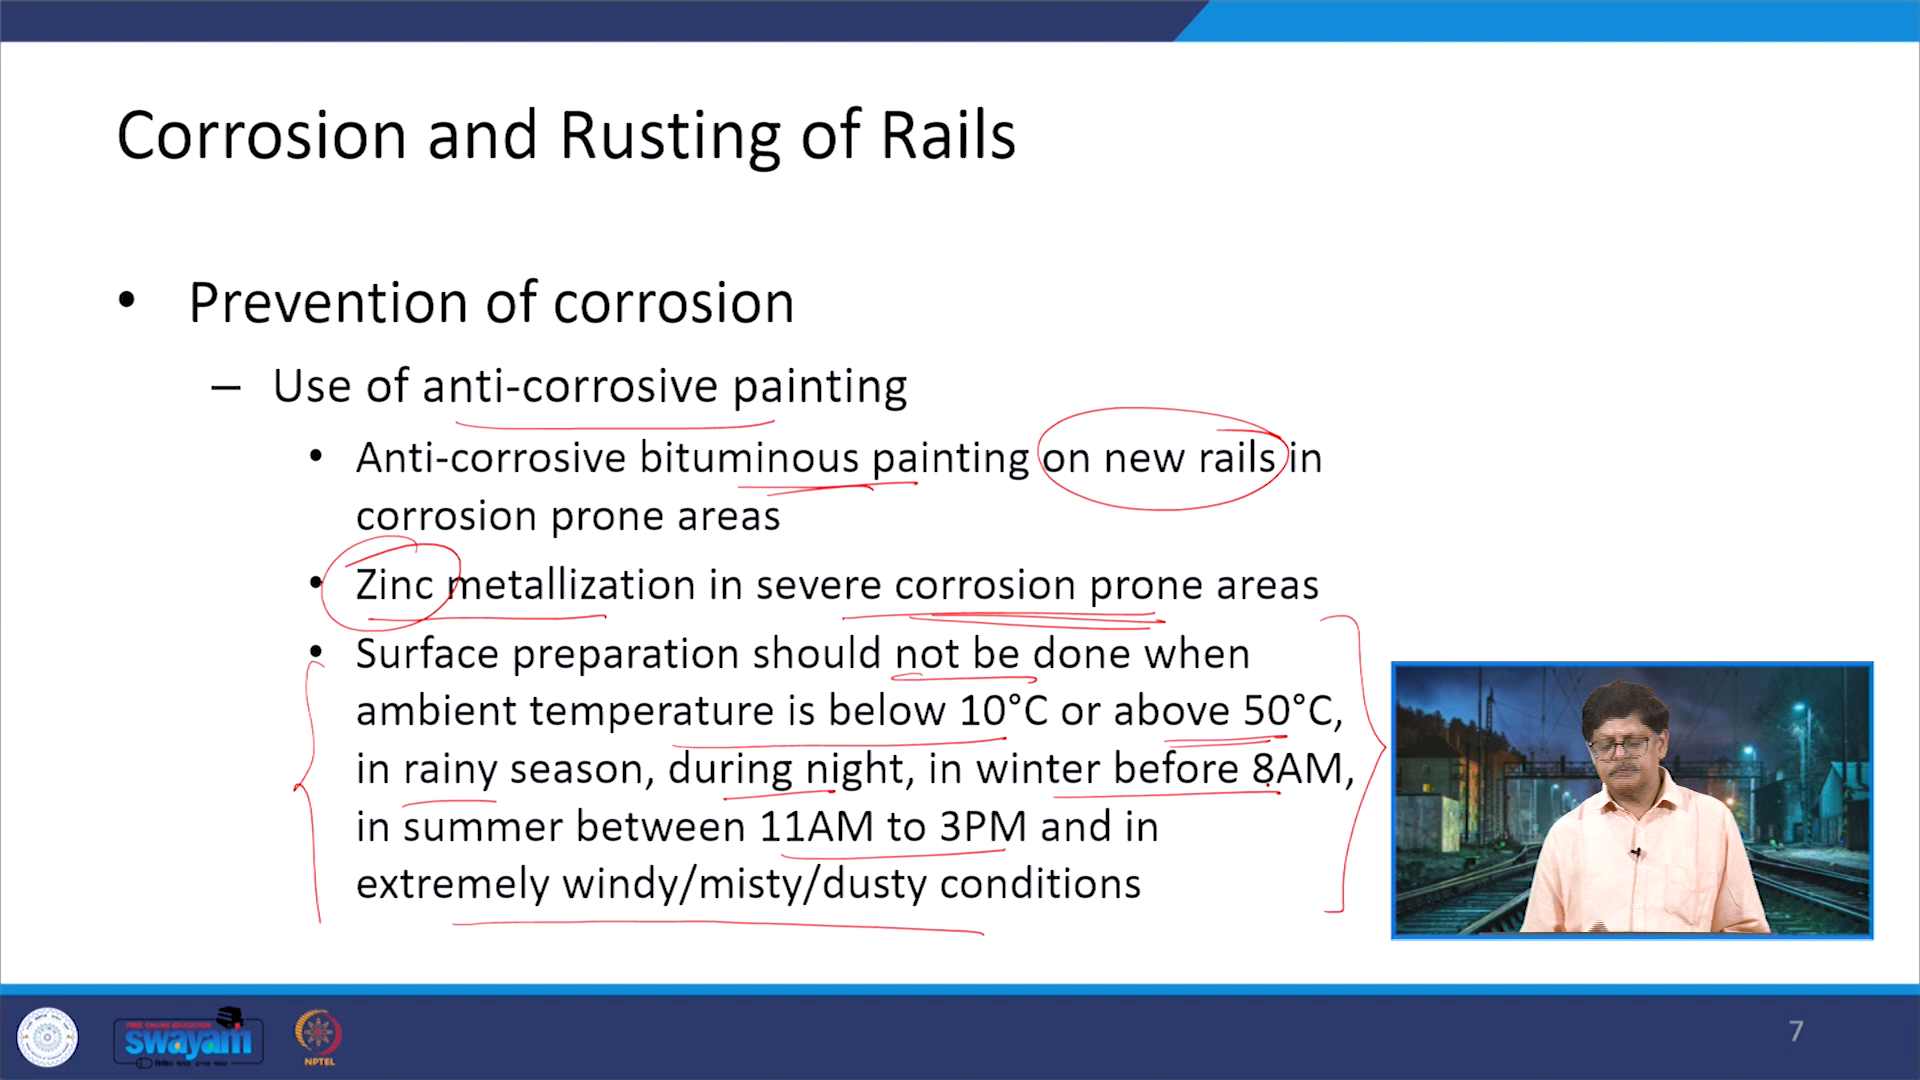 Corrosion and Rusting of Rails
• Prevention of corrosion
– Use of anti-corrosive painting
• Anti-corrosive bituminous painting on new rails in
corrosion prone areas
• Zinc metallization in severe corrosion prone areas
• Surface preparation should not be done when
ambient temperature is below 10°C or above 50°C,
in rainy season, during night, in winter before 8AM,
in summer between 11AM to 3PM and in
extremely windy/misty/dusty conditions
FREE ONLINE EDUCATION
swayam
NPTEL
7